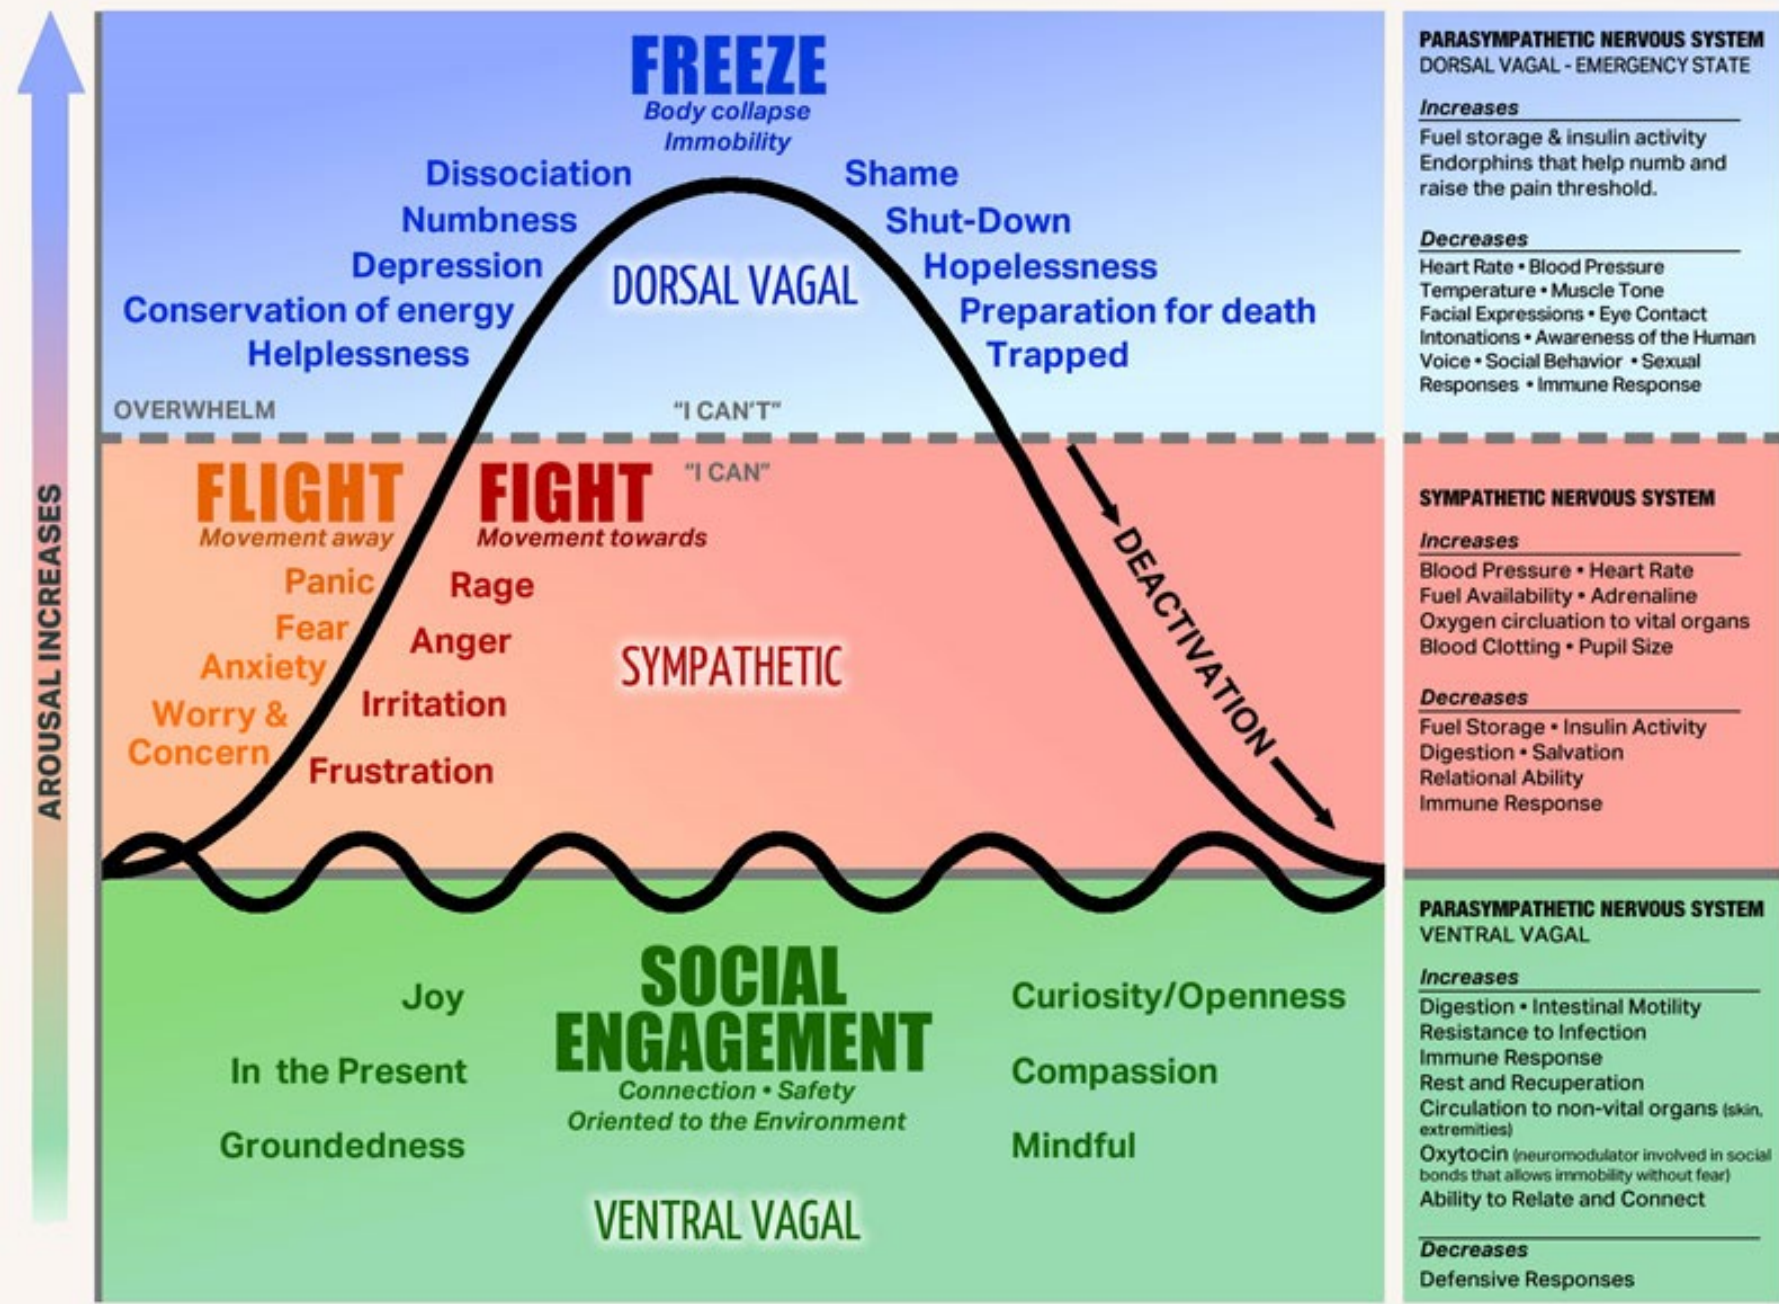 AROUSAL INCREASES
FREEZE
Body collapse
Immobility
Dissociation
Numbness
Depression
Conservation of energy
Helplessness
Shame
Shut-Down
Hopelessness
Preparation for death
Trapped
DORSAL VAGAL
OVERWHELM
"I CAN'T"
"I CAN"
FLIGHT
Movement away
Panic
Fear
Anxiety
Worry &
Concern
FIGHT
Movement towards
Rage
Anger
Irritation
Frustration
SYMPATHETIC
DEACTIVATION
SOCIAL
ENGAGEMENT
Connection • Safety
Oriented to the Environment
Joy
In the Present
Groundedness
Curiosity/Openness
Compassion
Mindful
VENTRAL VAGAL
PARASYMPATHETIC NERVOUS SYSTEM
DORSAL VAGAL - EMERGENCY STATE
Increases
Fuel storage & insulin activity
Endorphins that help numb and
raise the pain threshold.
Decreases
Heart Rate • Blood Pressure
Temperature • Muscle Tone
Facial Expressions • Eye Contact
Intonations • Awareness of the Human
Voice • Social Behavior • Sexual
Responses • Immune Response
SYMPATHETIC NERVOUS SYSTEM
Increases
Blood Pressure • Heart Rate
Fuel Availability • Adrenaline
Oxygen circluation to vital organs
Blood Clotting • Pupil Size
Decreases
Fuel Storage • Insulin Activity
Digestion • Salvation
Relational Ability
Immune Response
PARASYMPATHETIC NERVOUS SYSTEM
VENTRAL VAGAL
Increases
Digestion • Intestinal Motility
Resistance to Infection
Immune Response
Rest and Recuperation
Circulation to non-vital organs (skin,
extremities)
Oxytocin (neuromodulator involved in social
bonds that allows immobility without fear)
Ability to Relate and Connect
Decreases
Defensive Responses